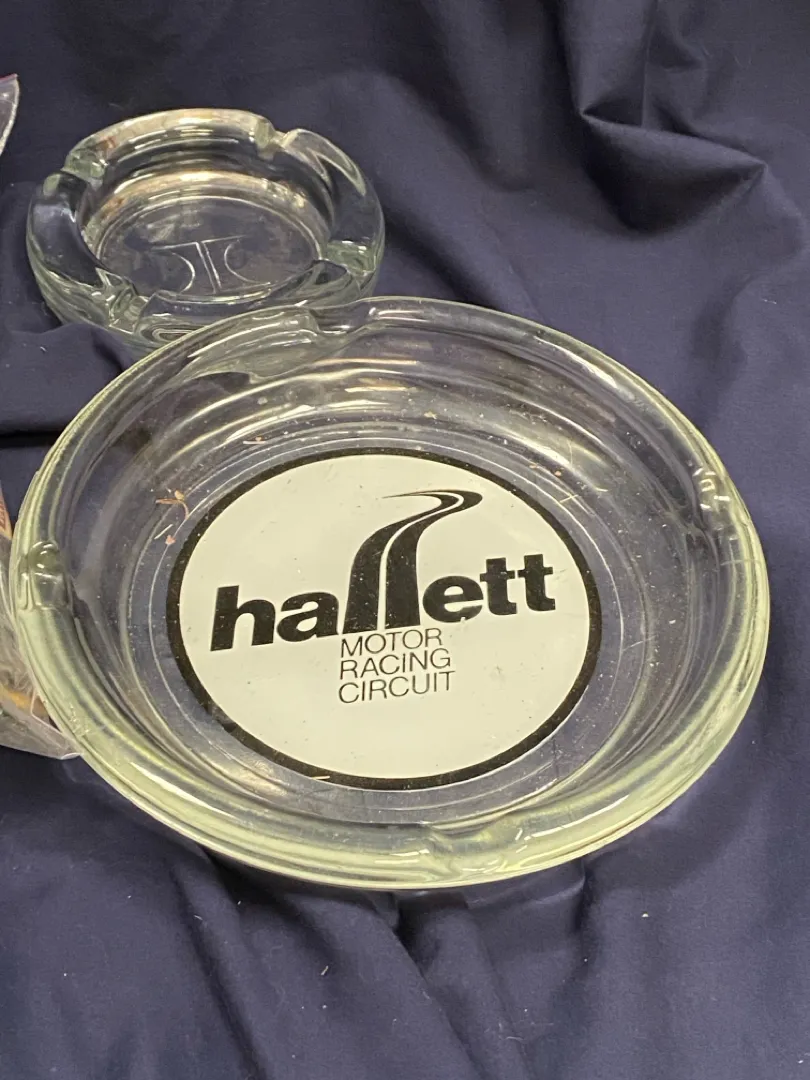 hallett
MOTOR
RACING
CIRCUIT